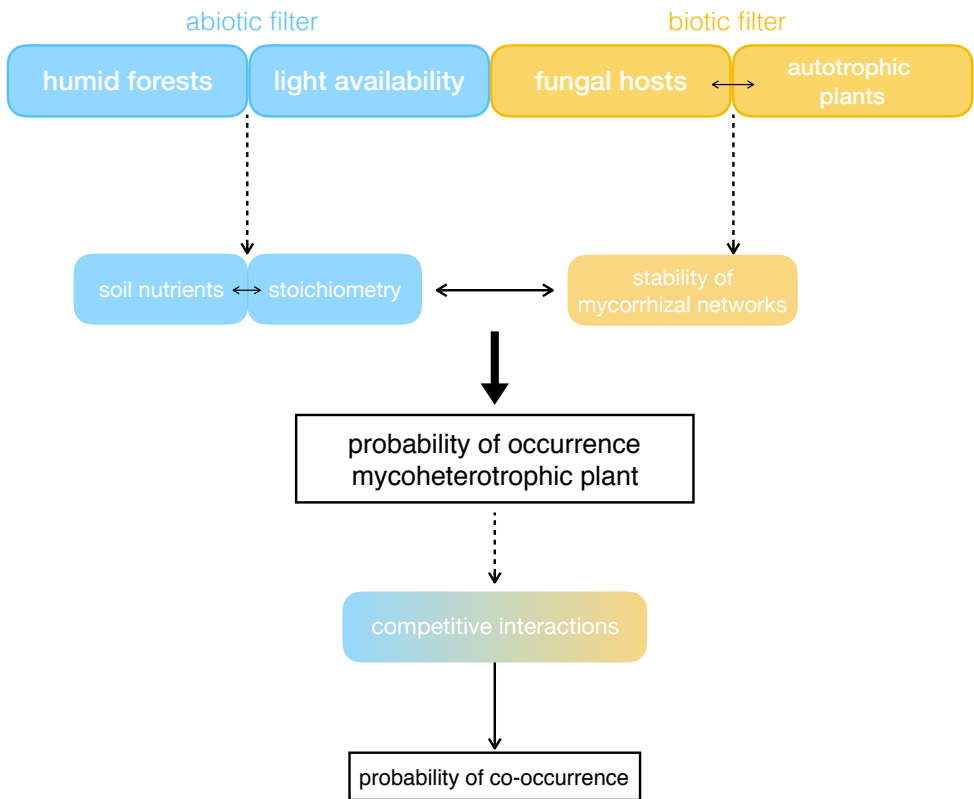 abiotic filter
biotic filter
humid forests
light availability
fungal hosts
autotrophic
plants
soil nutrients
stoichiometry
stability of
mycorrhizal networks
probability of occurrence
mycoheterotrophic plant
competitive interactions
probability of co-occurrence